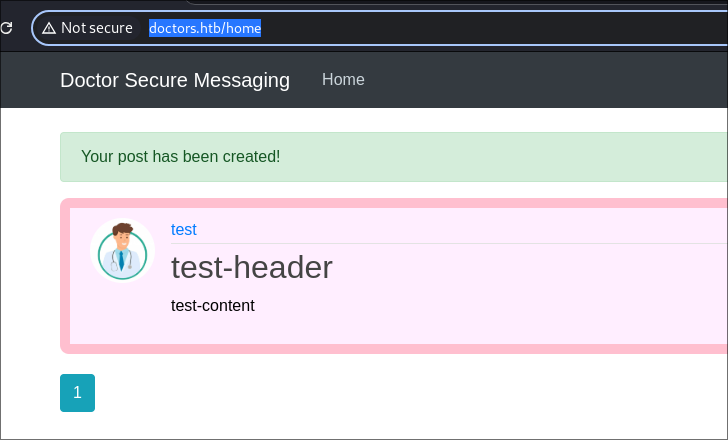 Not secure doctors.htb/home
Doctor Secure Messaging Home
Your post has been created!
test
test-header
test-content
1